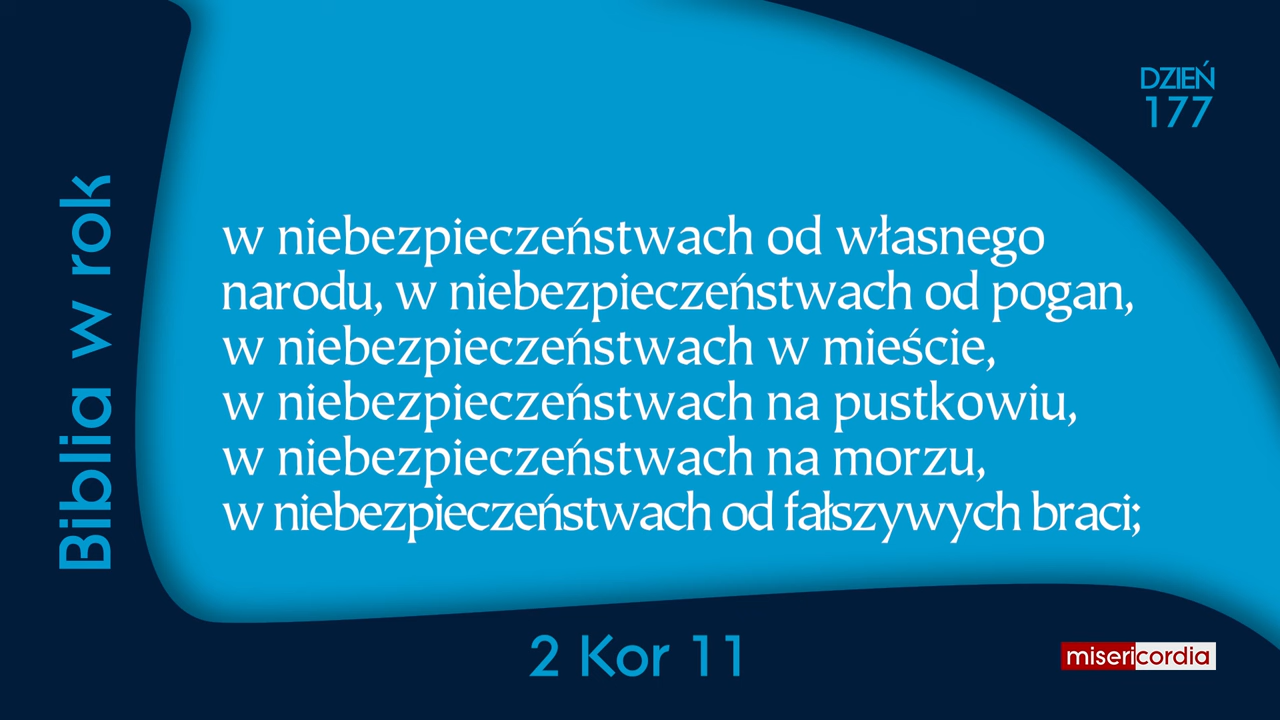 DZIEŃ
177
Biblia w rok
w niebezpieczeństwach od własnego
narodu, w niebezpieczeństwach od pogan,
w niebezpieczeństwach w mieście,
w niebezpieczeństwach na pustkowiu,
w niebezpieczeństwach na morzu,
w niebezpieczeństwach od fałszywych braci;
2 Kor 11
misericordia